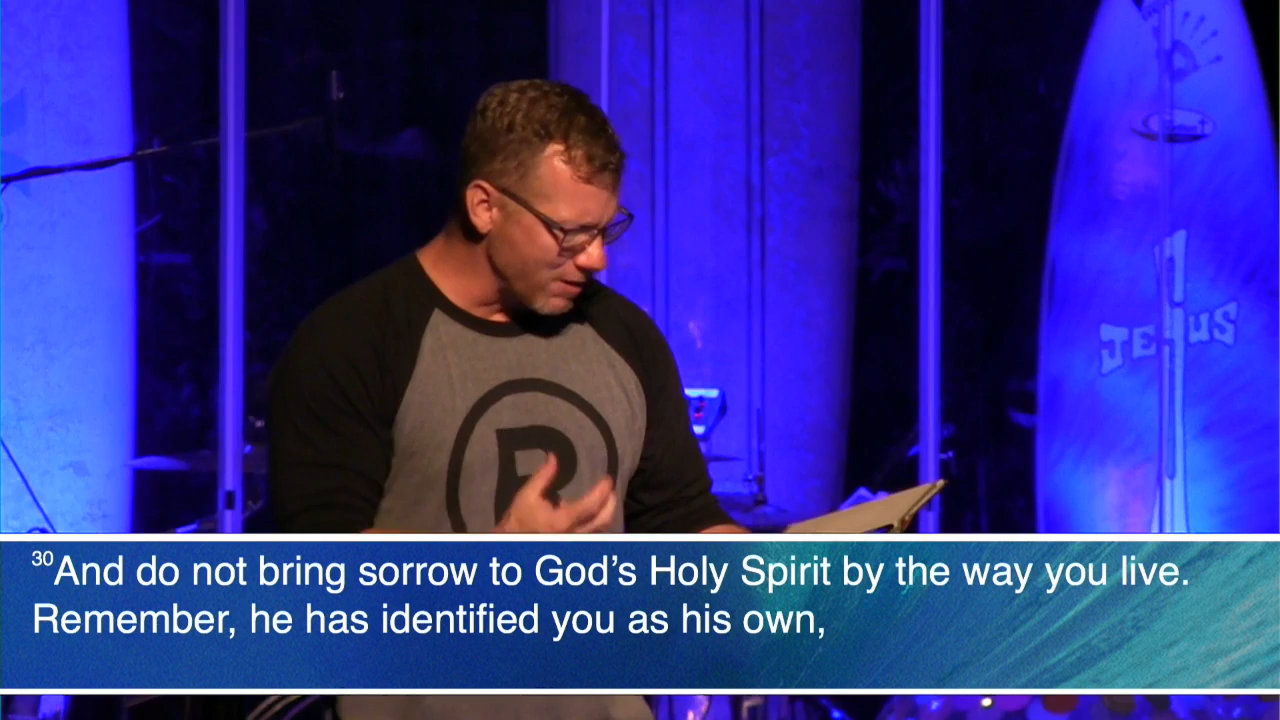 JESUS
R
³⁰And do not bring sorrow to God’s Holy Spirit by the way you live.
Remember, he has identified you as his own,